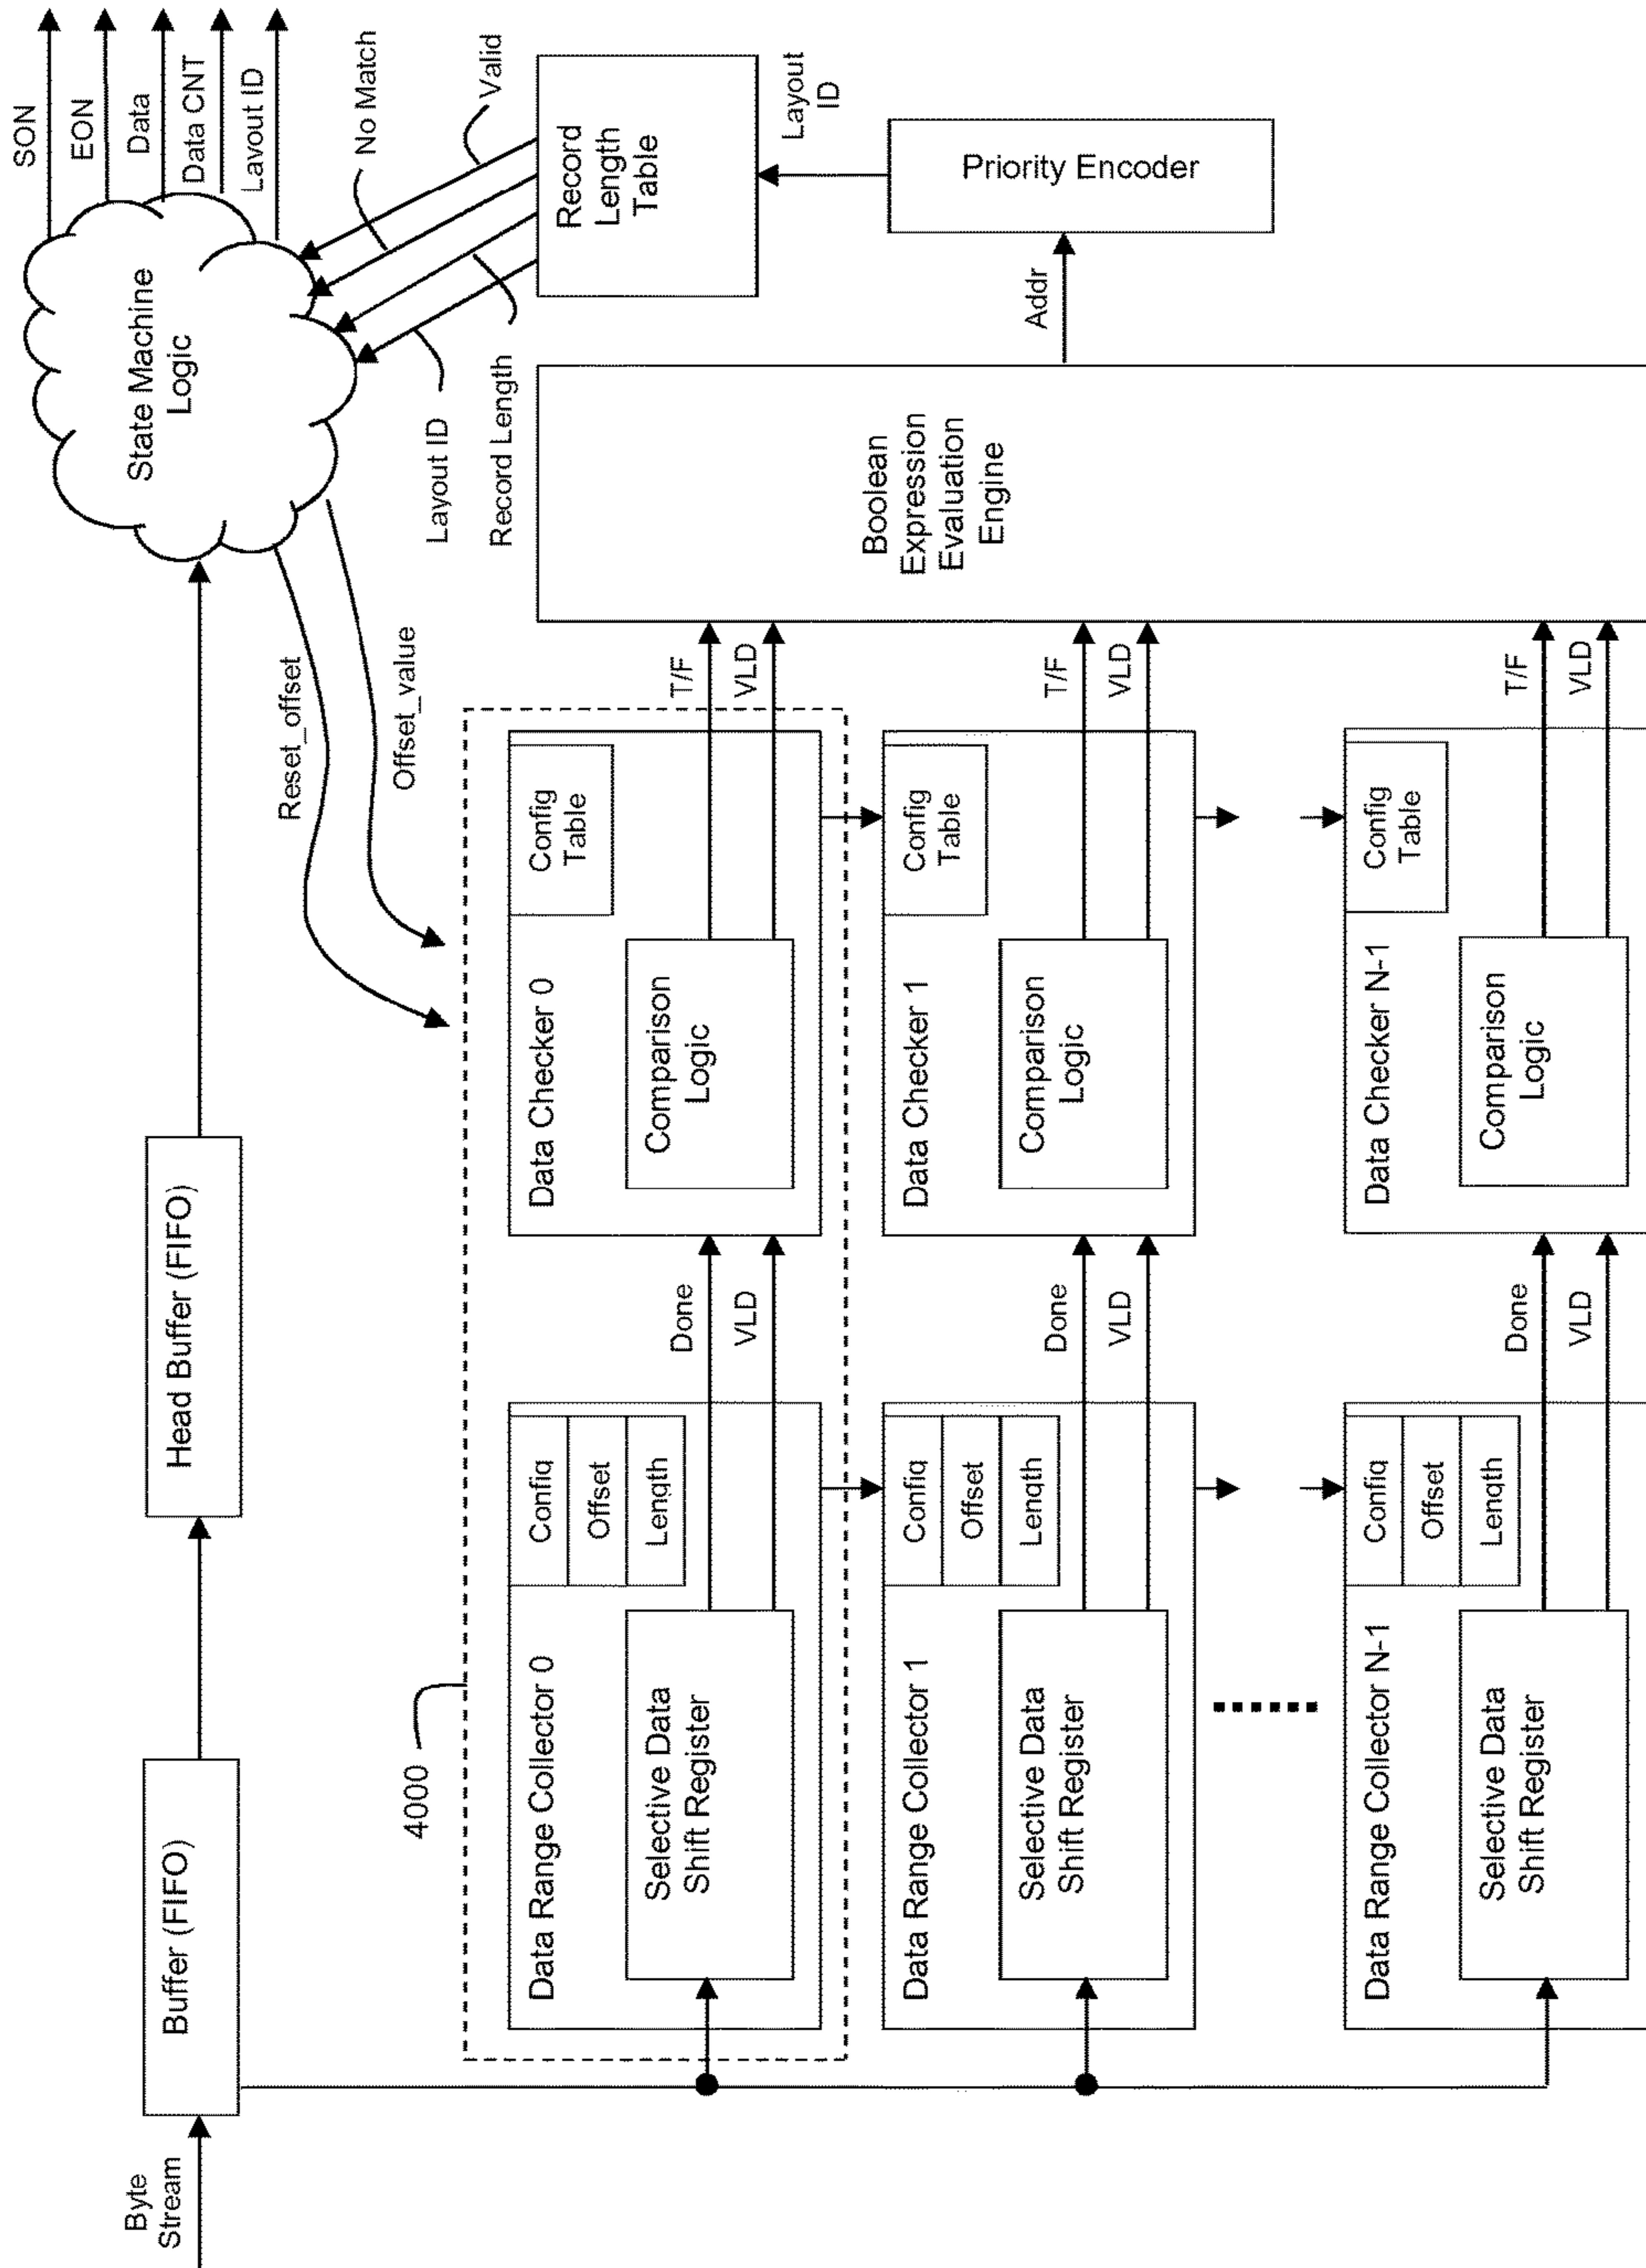 Byte
Stream
Buffer (FIFO)
Head Buffer (FIFO)
State Machine
Logic
SON
EON
Data
Data CNT
Layout ID
Reset_offset
Offset_value
Layout ID
Record Length
No Match
Valid
Record
Length
Table
Layout
ID
Priority Encoder
Addr
Boolean
Expression
Evaluation
Engine
4000
Data Range Collector 0
Config
Offset
Length
Selective Data
Shift Register
Done
VLD
Data Checker 0
Config
Table
Comparison
Logic
T/F
VLD
Data Range Collector 1
Config
Offset
Length
Selective Data
Shift Register
Done
VLD
Data Checker 1
Config
Table
Comparison
Logic
T/F
VLD
Data Range Collector N-1
Config
Offset
Length
Selective Data
Shift Register
Done
VLD
Data Checker N-1
Config
Table
Comparison
Logic
T/F
VLD